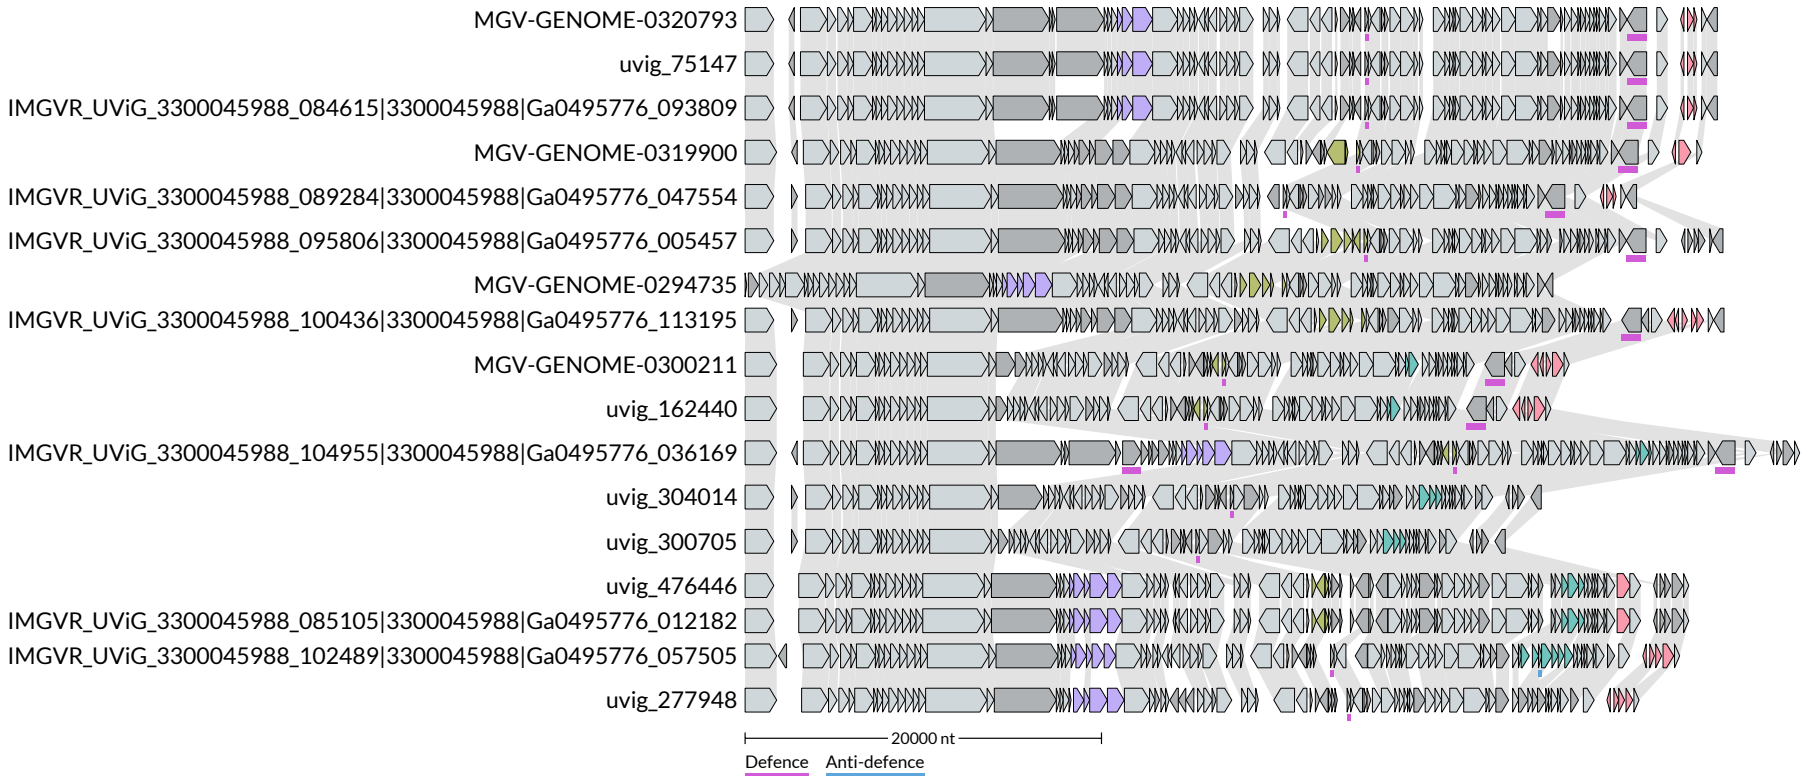 MGV-GENOME-0320793
uvig_75147
IMGVR_UViG_3300045988_084615|3300045988|Ga0495776_093809
MGV-GENOME-0319900
IMGVR_UViG_3300045988_089284|3300045988|Ga0495776_047554
IMGVR_UViG_3300045988_095806|3300045988|Ga0495776_005457
MGV-GENOME-0294735
IMGVR_UViG_3300045988_100436|3300045988|Ga0495776_113195
MGV-GENOME-0300211
uvig_162440
IMGVR_UViG_3300045988_104955|3300045988|Ga0495776_036169
uvig_304014
uvig_300705
uvig_476446
IMGVR_UViG_3300045988_085105|3300045988|Ga0495776_012182
IMGVR_UViG_3300045988_102489|3300045988|Ga0495776_057505
uvig_277948
20000 nt
Defence Anti-defence